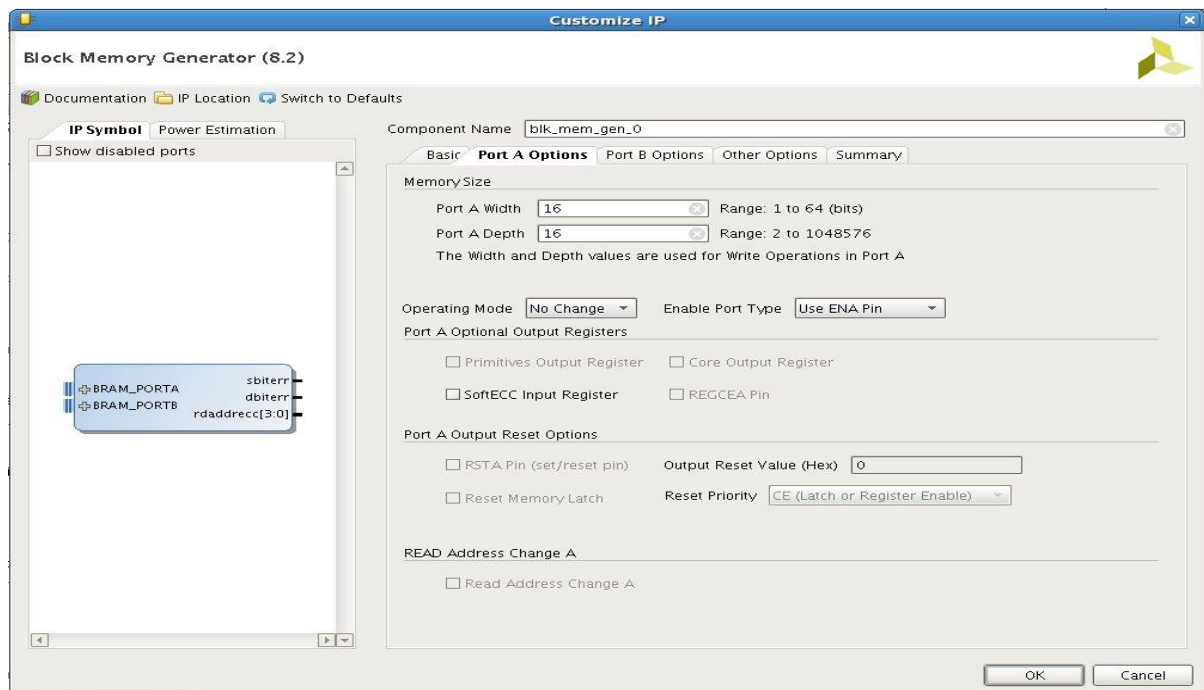 Customize IP
Block Memory Generator (8.2)
Documentation IP Location Switch to Defaults
IP Symbol Power Estimation
Show disabled ports
BRAM_PORTA
BRAM_PORTB
sbiterr
dbiterr
rdaddrecc[3:0]
Component Name blk_mem_gen_0
Basic Port A Options Port B Options Other Options Summary
Memory Size
Port A Width 16 Range: 1 to 64 (bits)
Port A Depth 16 Range: 2 to 1048576
The Width and Depth values are used for Write Operations in Port A
Operating Mode No Change Enable Port Type Use ENA Pin
Port A Optional Output Registers
Primitives Output Register Core Output Register
SoftECC Input Register REGCEA Pin
Port A Output Reset Options
RSTA Pin (set/reset pin) Output Reset Value (Hex) 0
Reset Memory Latch Reset Priority CE (Latch or Register Enable)
READ Address Change A
Read Address Change A
OK Cancel